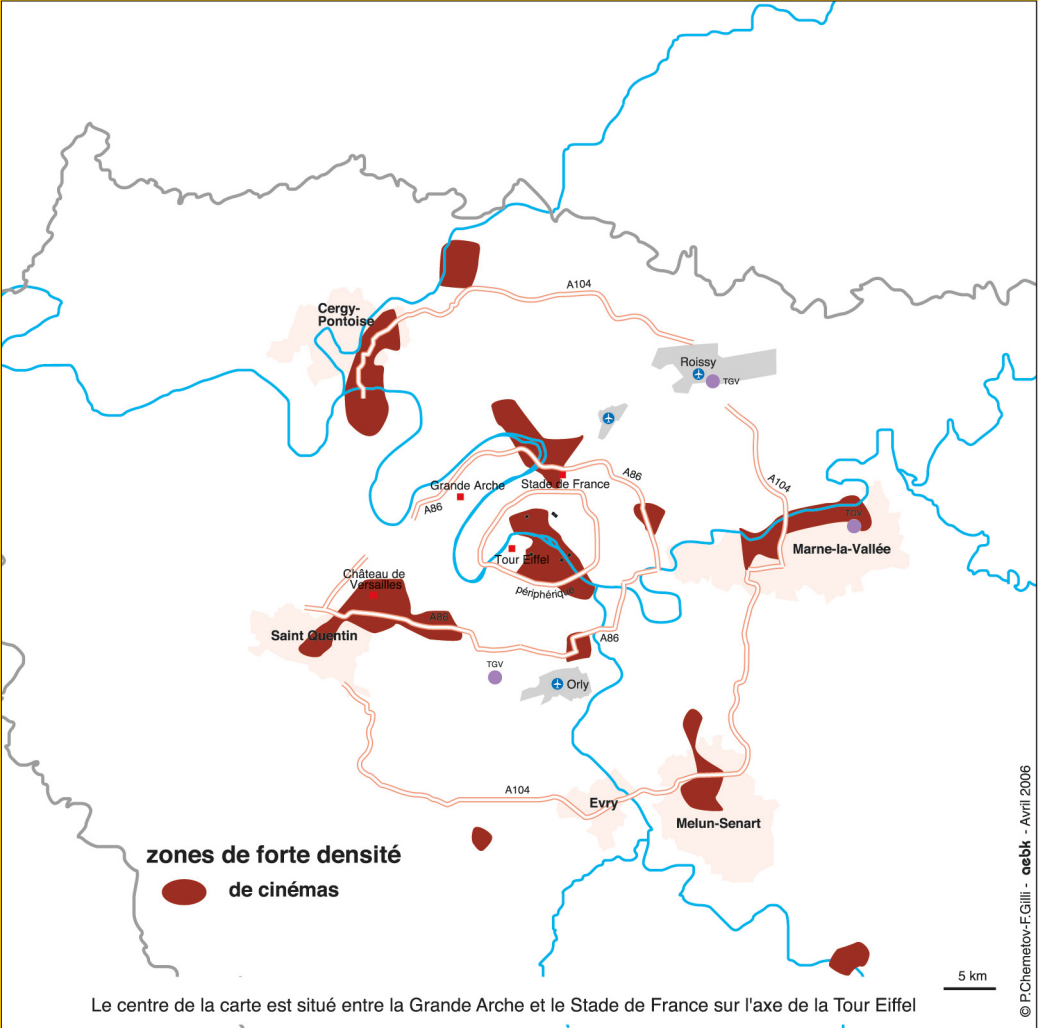 A104
Cergy-
Pontoise
Roissy
TGV
A86
Grande Arche
Stade de France
A86
A104
TGV
Marne-la-Vallée
Tour Eiffel
Château de
Versailles
périphérique
A86
Saint Quentin
A86
TGV
Orly
A104
Evry
Melun-Senart
zones de forte densité
de cinémas
5 km
Le centre de la carte est situé entre la Grande Arche et le Stade de France sur l'axe de la Tour Eiffel
© P.Chemetov-F.Gilli - aebk - Avril 2006